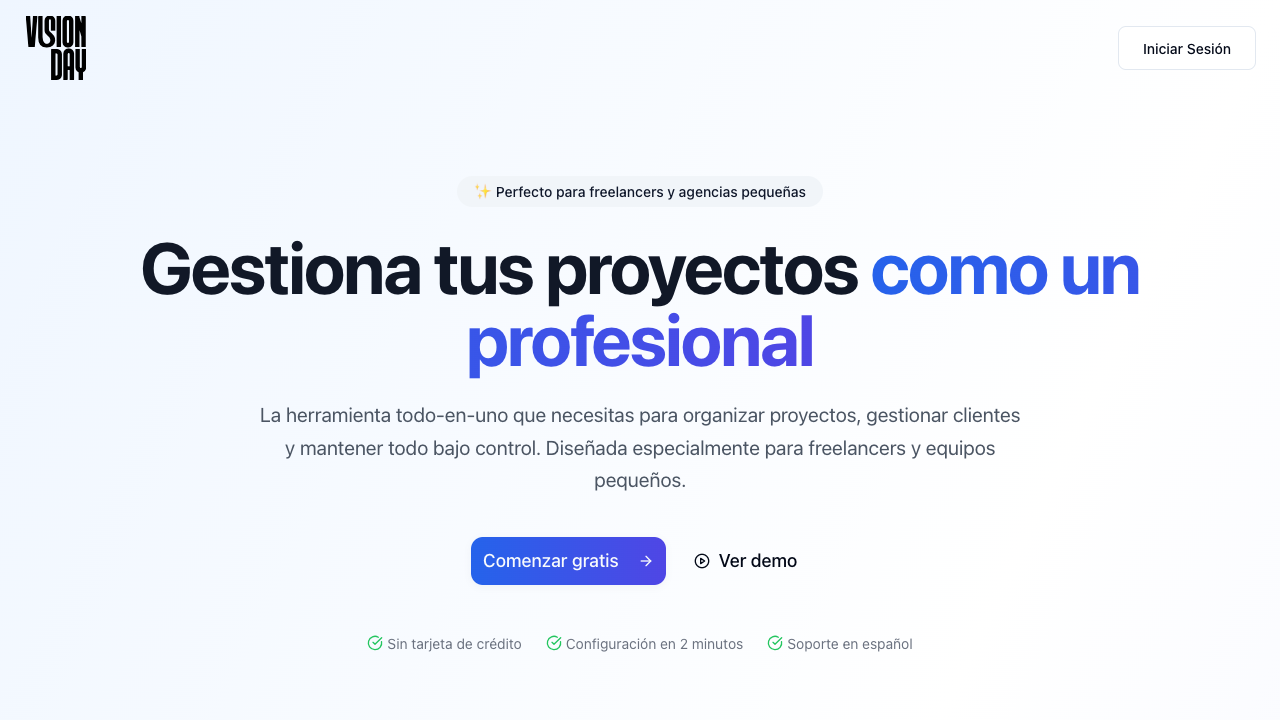 VISION
DAY
Iniciar Sesión
✨ Perfecto para freelancers y agencias pequeñas
Gestiona tus proyectos como un
profesional
La herramienta todo-en-uno que necesitas para organizar proyectos, gestionar clientes
y mantener todo bajo control. Diseñada especialmente para freelancers y equipos
pequeños.
Comenzar gratis →
Ver demo
Sin tarjeta de crédito
Configuración en 2 minutos
Soporte en español